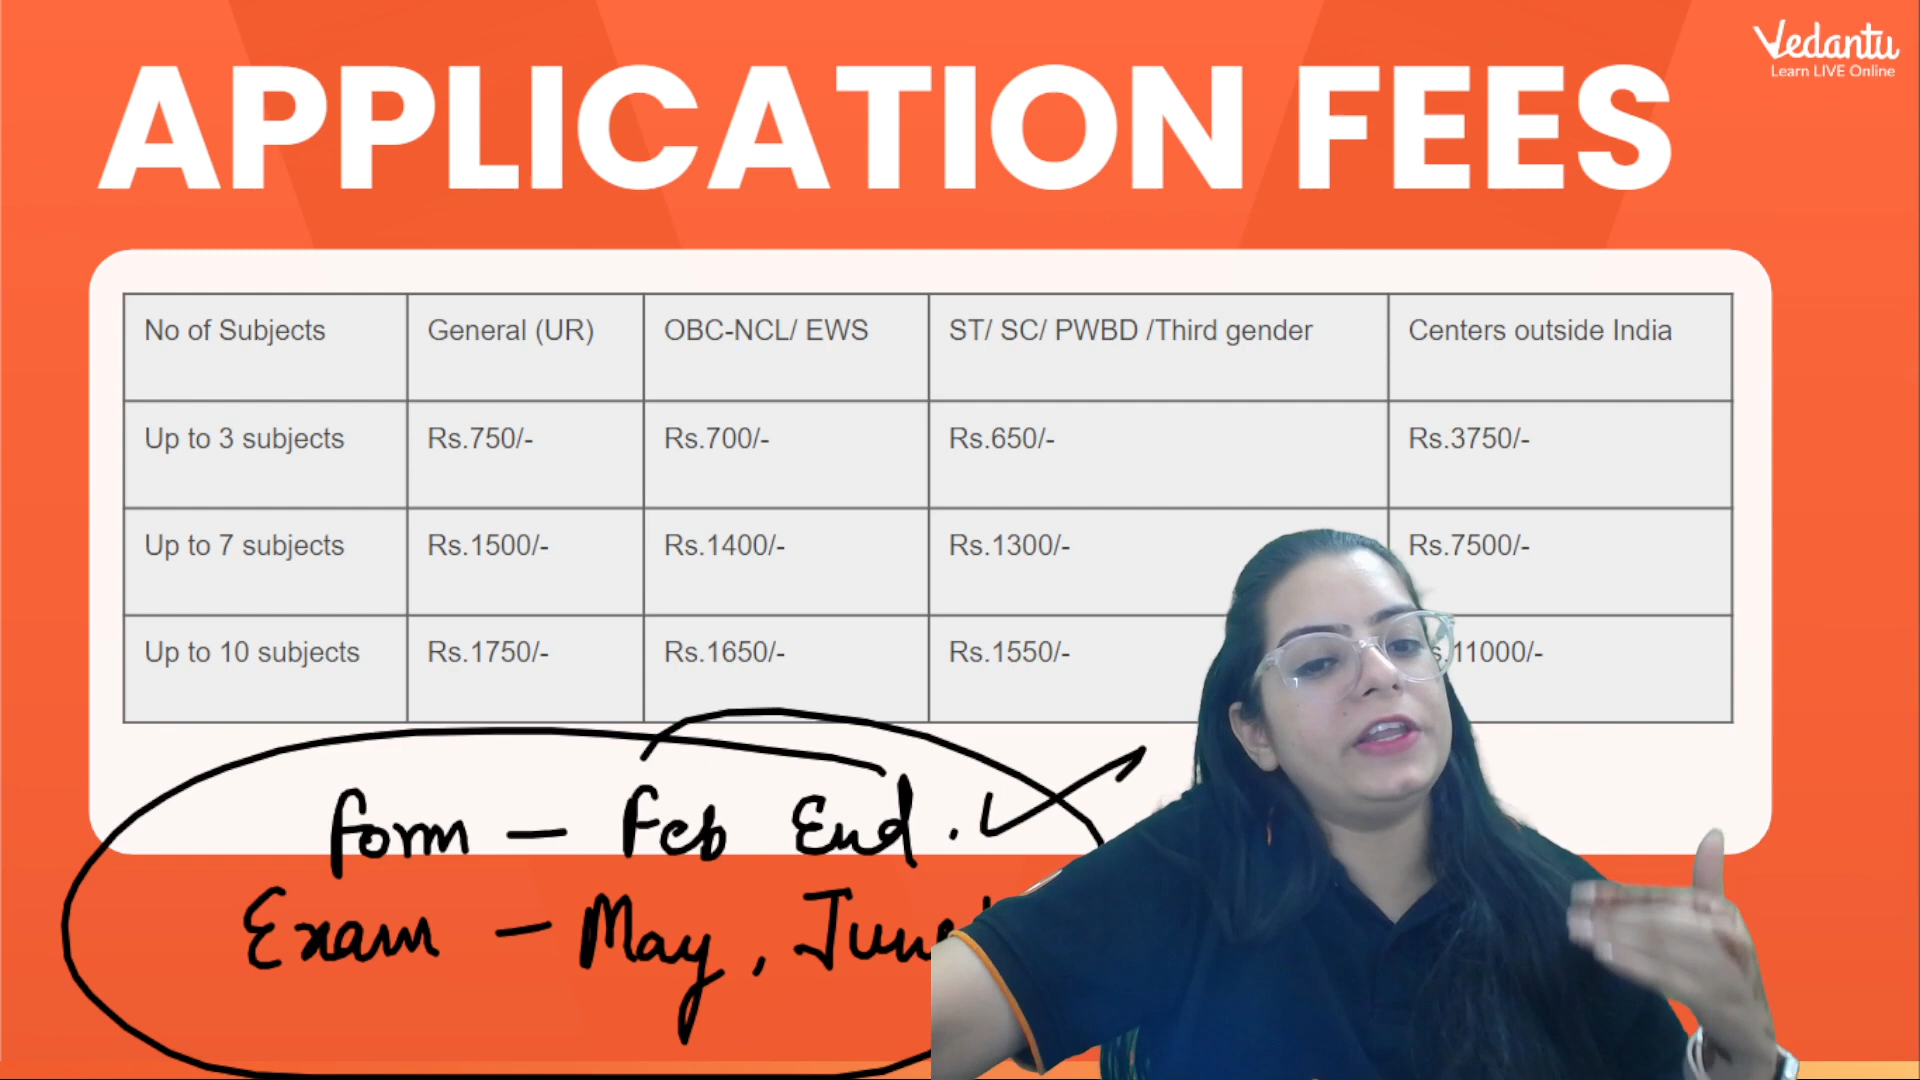 Vedantu
Learn LIVE Online
APPLICATION FEES
No of Subjects General (UR) OBC-NCL/ EWS ST/ SC/ PWBD /Third gender Centers outside India
Up to 3 subjects Rs.750/- Rs.700/- Rs.650/- Rs.3750/-
Up to 7 subjects Rs.1500/- Rs.1400/- Rs.1300/- Rs.7500/-
Up to 10 subjects Rs.1750/- Rs.1650/- Rs.1550/- s.11000/-
form – Feb End.
Exam – May, June